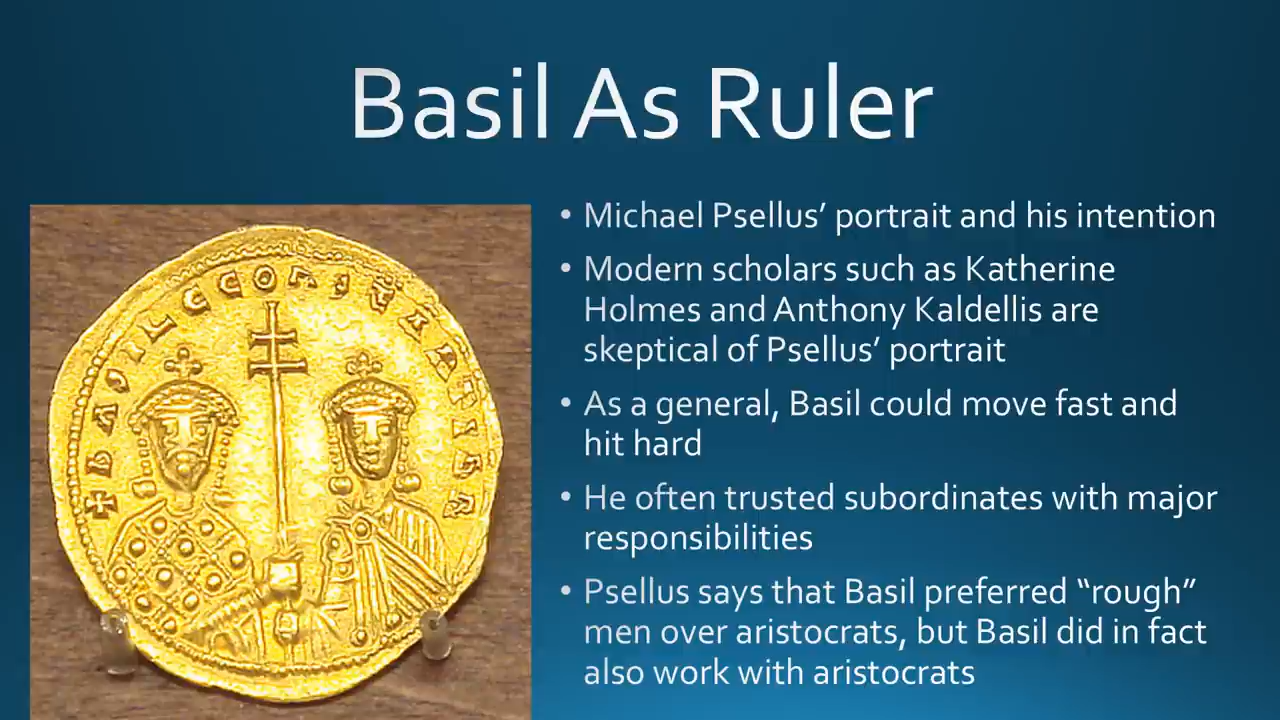 Basil As Ruler
• Michael Psellus’ portrait and his intention
• Modern scholars such as Katherine
Holmes and Anthony Kaldellis are
skeptical of Psellus’ portrait
• As a general, Basil could move fast and
hit hard
• He often trusted subordinates with major
responsibilities
• Psellus says that Basil preferred “rough”
men over aristocrats, but Basil did in fact
also work with aristocrats